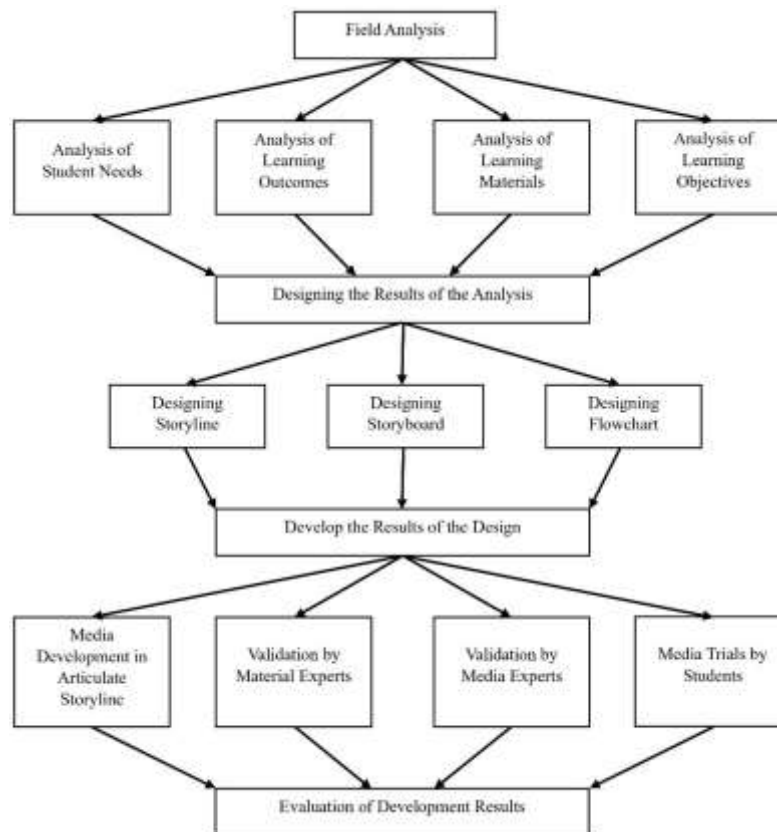 Field Analysis
Analysis of
Student Needs
Analysis of
Learning
Outcomes
Analysis of
Learning
Materials
Analysis of
Learning
Objectives
Designing the Results of the Analysis
Designing
Storyline
Designing
Storyboard
Designing
Flowchart
Develop the Results of the Design
Media
Development in
Articulate
Storyline
Validation by
Material Experts
Validation by
Media Experts
Media Trials by
Students
Evaluation of Development Results